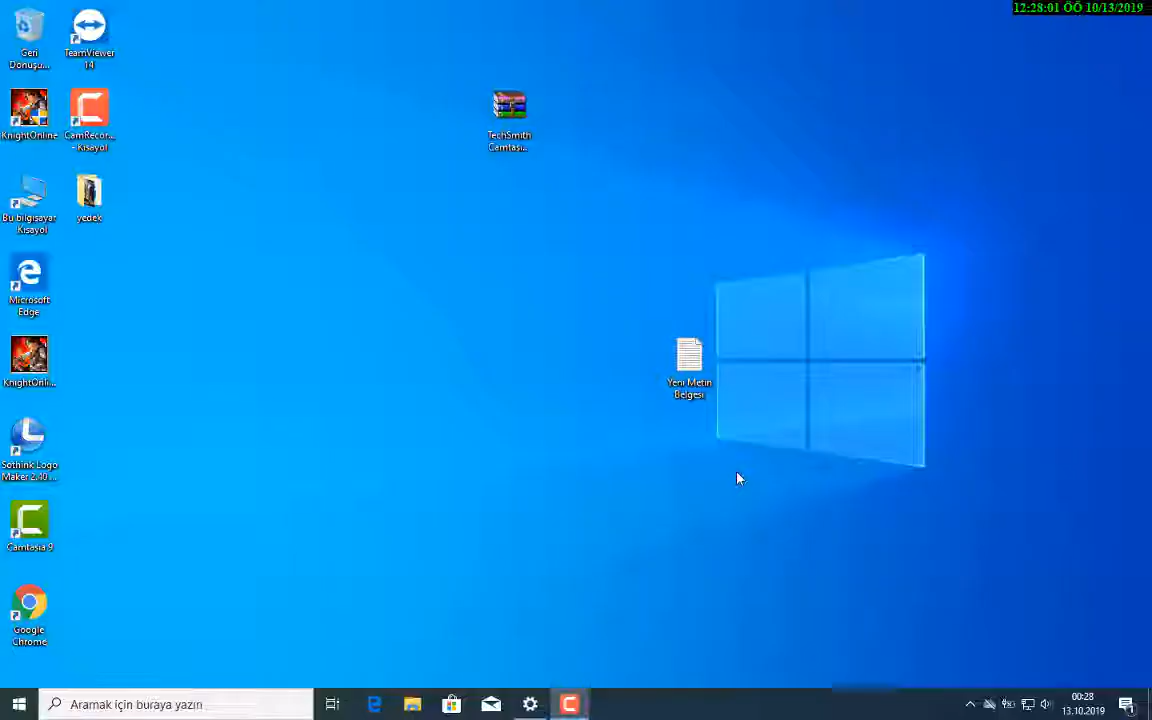 12:28:01 ÖÖ 10/13/2019
Geri
Dönüşü...
TeamViewer
14
KnightOnline
CamRecor...
- Kısayol
TechSmith
Camtasi...
Bu bilgisayar
Kısayol
yedek
Microsoft
Edge
KnightOnli...
Yeni Metin
Belgesi
Sothink Logo
Maker 2.40...
Camtasia 9
Google
Chrome
Aramak için buraya yazın
00:28
13.10.2019
1